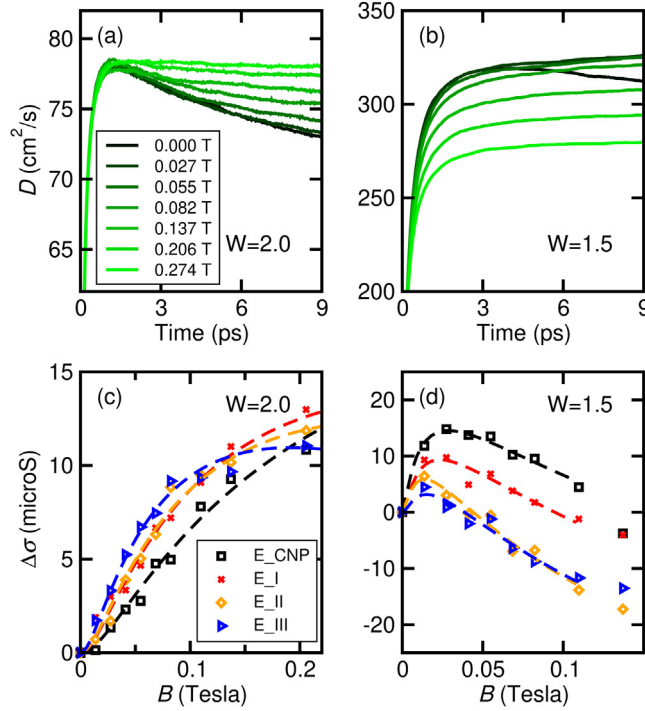 (a)
80
75
70
65
D (cm²/s)
0.000 T
0.027 T
0.055 T
0.082 T
0.137 T
0.206 T
0.274 T
W=2.0
0 3 6 9
Time (ps)
(b)
350
300
250
200
W=1.5
0 3 6 9
Time (ps)
(c)
W=2.0
15
10
5
0
Δσ (microS)
E_CNP
E_I
E_II
E_III
0 0.1 0.2
B (Tesla)
(d)
W=1.5
20
10
0
-10
-20
0 0.05 0.1
B (Tesla)